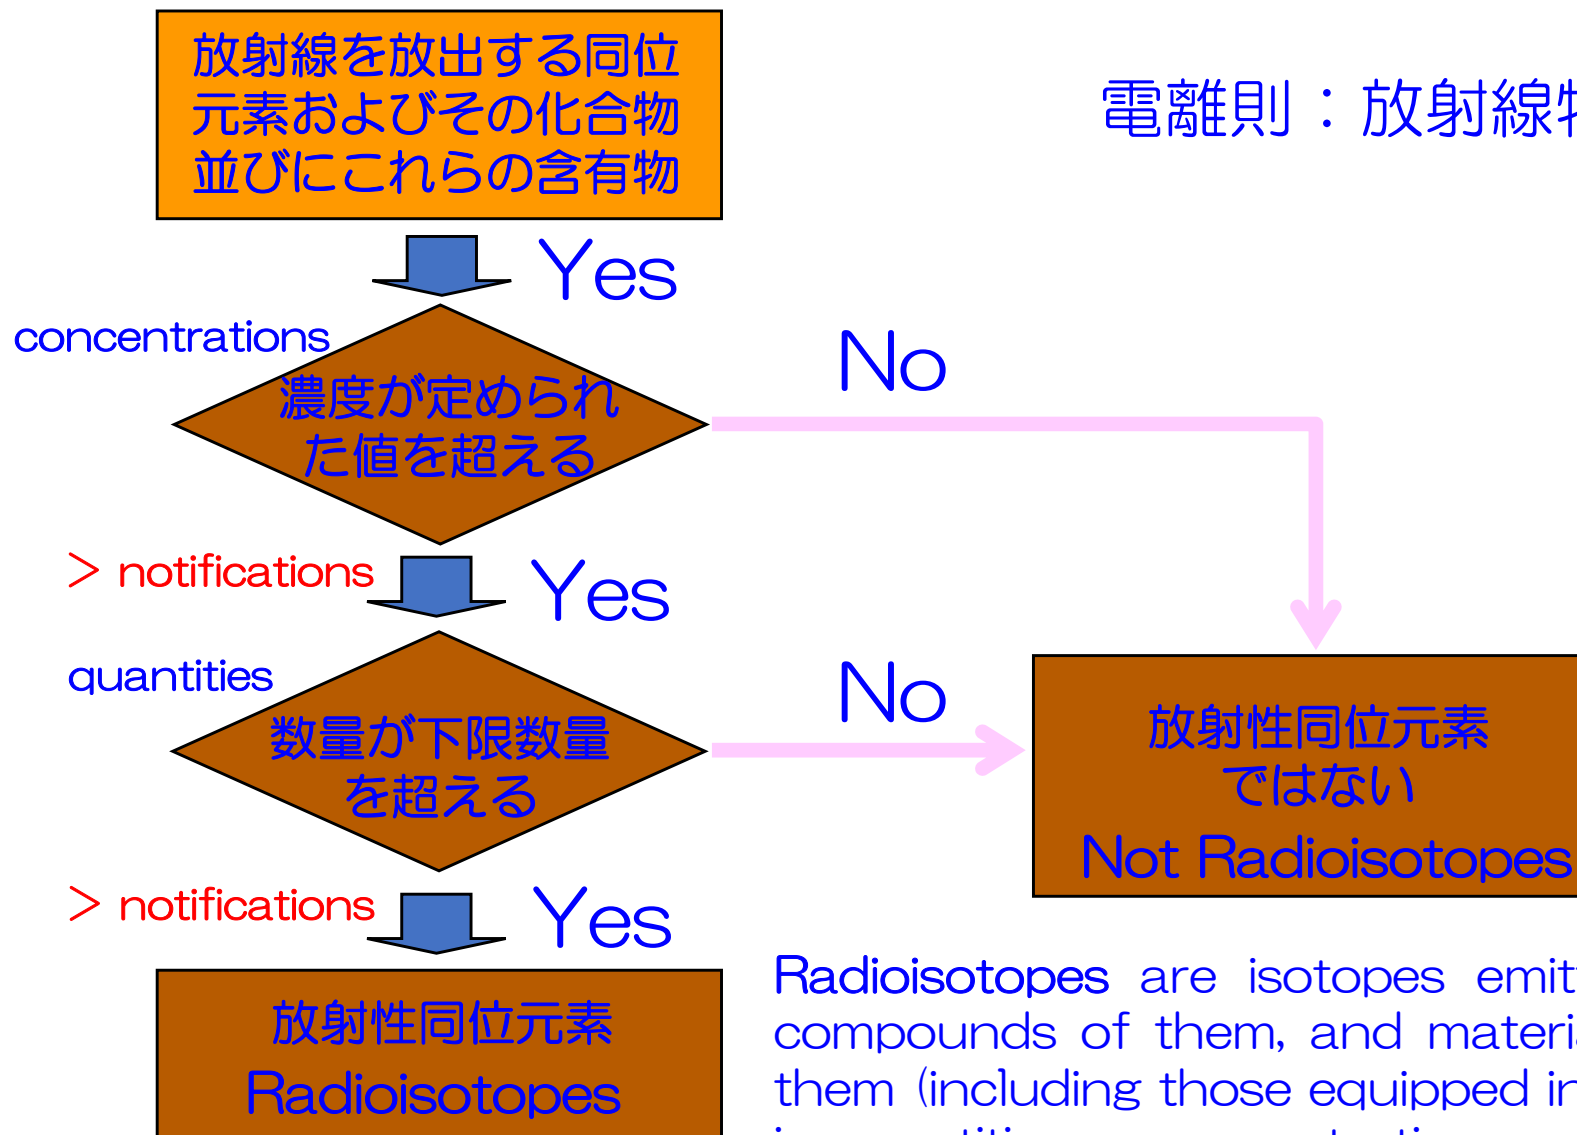 放射線を放出する同位
元素およびその化合物
並びにこれらの含有物
電離則：放射線
Yes
concentrations
濃度が定められ
た値を超える
No
> notifications
Yes
quantities
数量が下限数量
を超える
No
放射性同位元素
ではない
Not Radioisotopes
> notifications
Yes
放射性同位元素
Radioisotopes
Radioisotopes are isotopes
compounds of them, and
them (including those equipped in